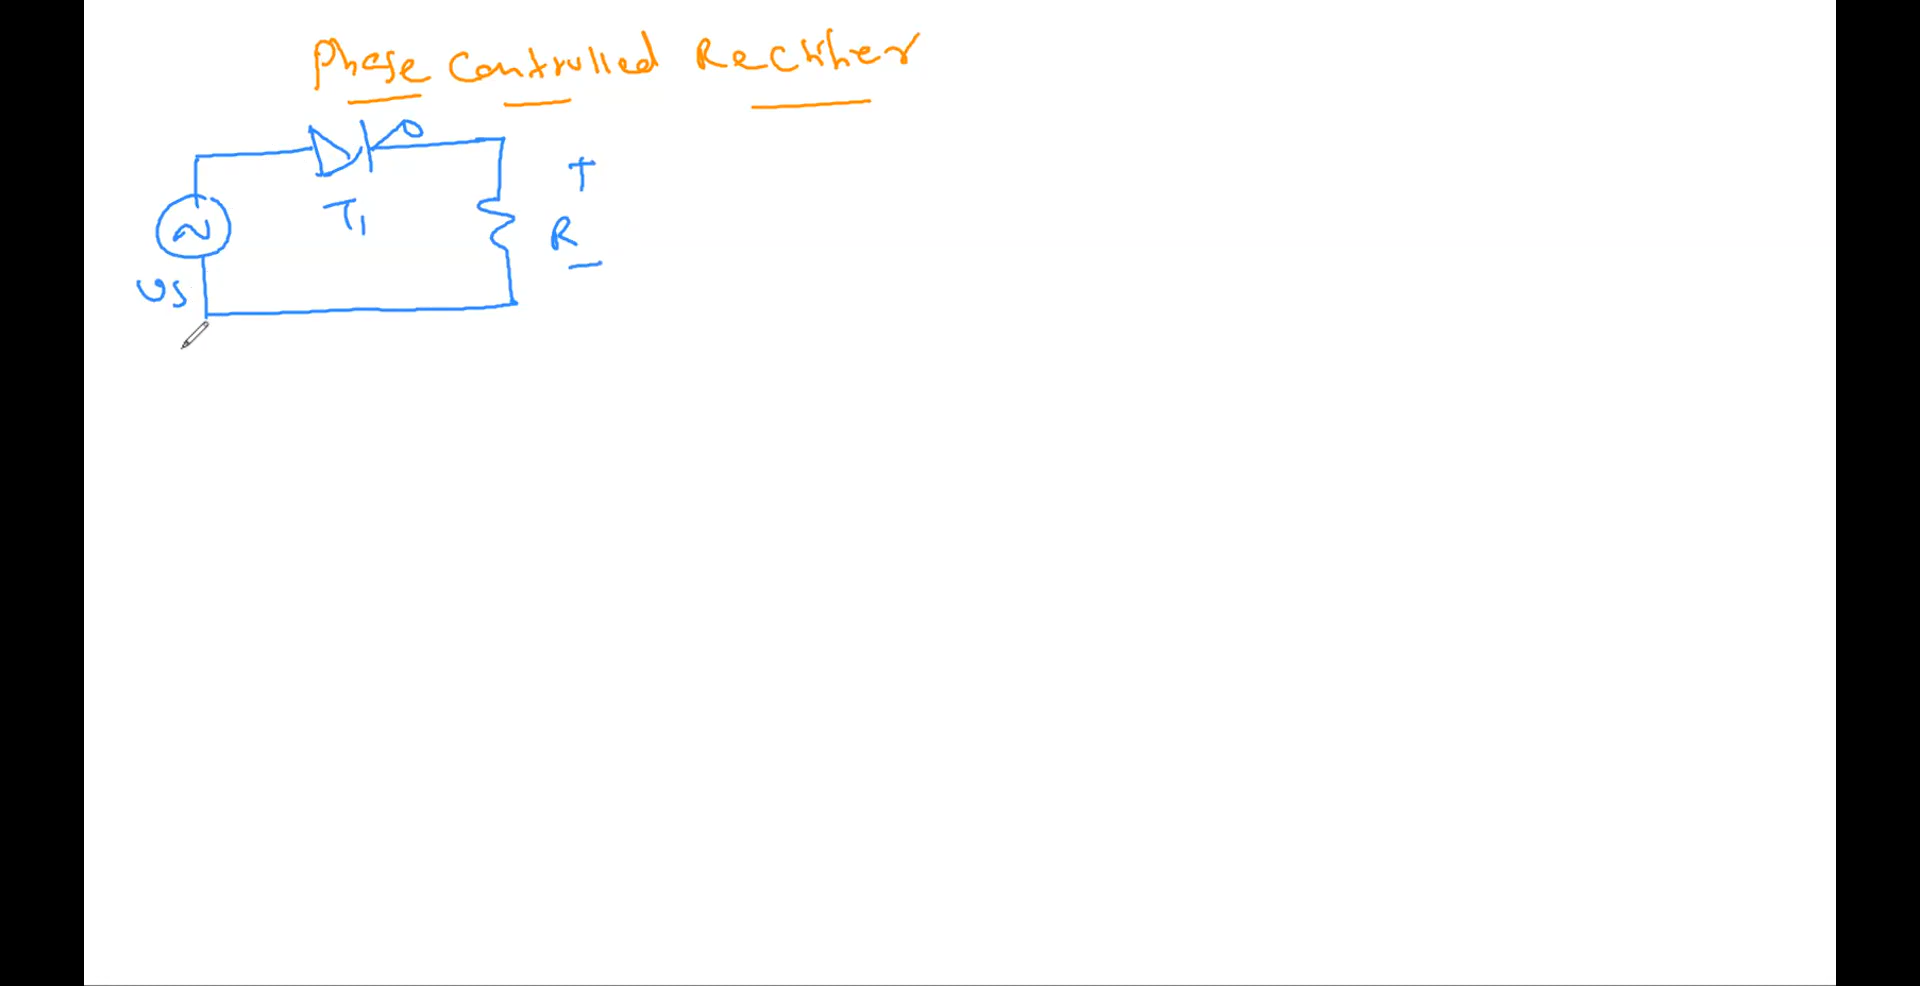 Phase Controlled Rectifier
+
T1
R
-
vs